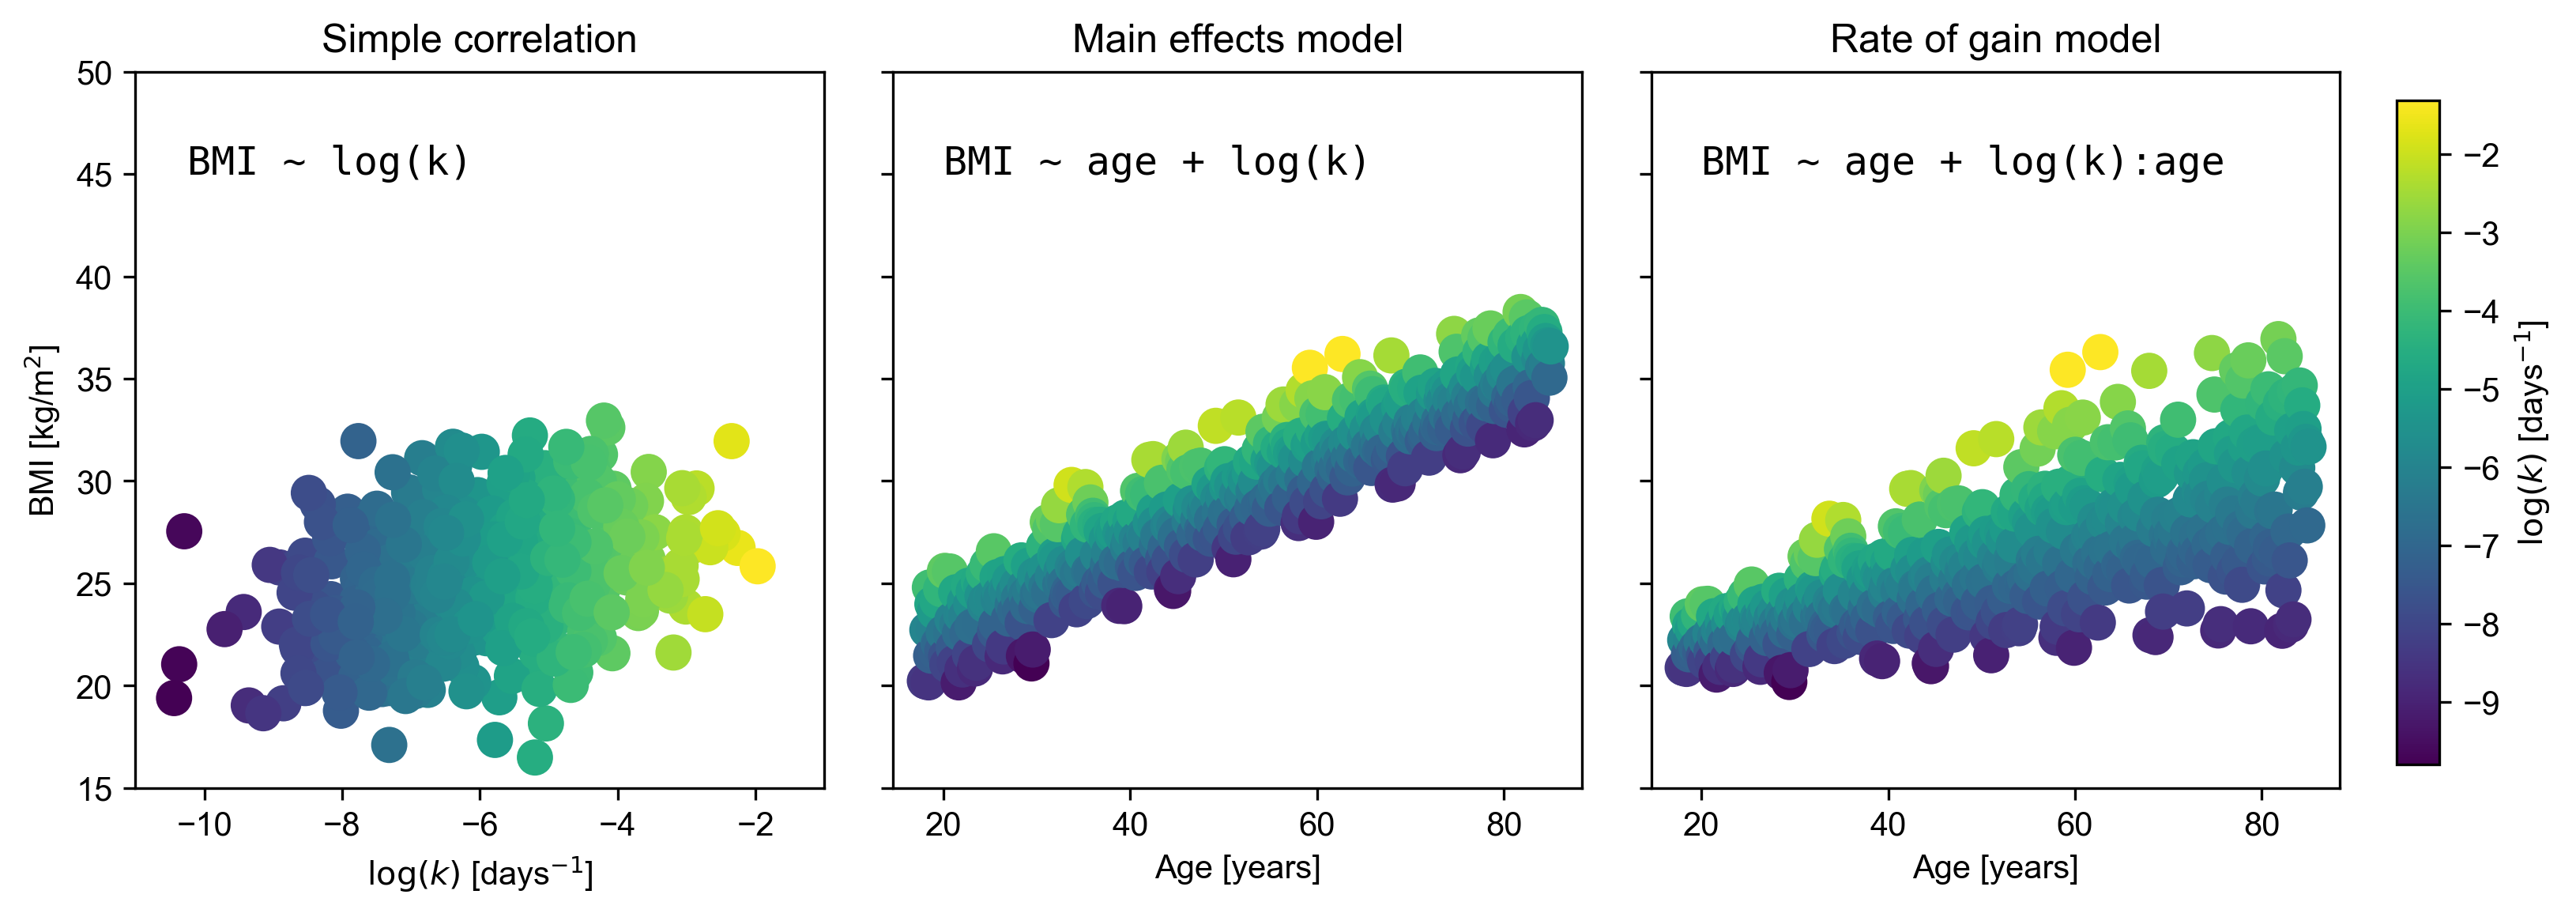 Simple correlation
BMI ~ log(k)
50
45
40
35
30
25
20
15
BMI [kg/m²]
−10 −8 −6 −4 −2
log(k) [days⁻¹]
Main effects model
BMI ~ age + log(k)
20 40 60 80
Age [years]
Rate of gain model
BMI ~ age + log(k):age
20 40 60 80
Age [years]
−2
−3
−4
−5
−6
−7
−8
−9
log(k) [days⁻¹]